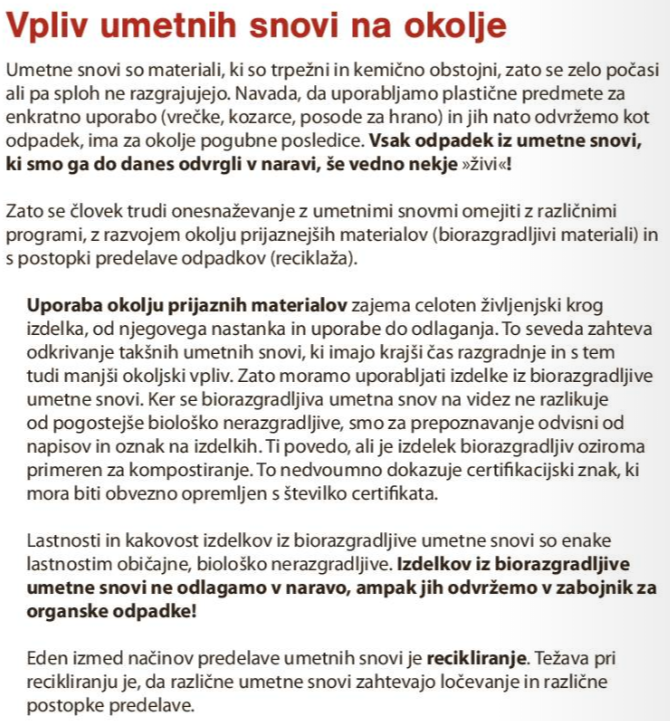 Vpliv umetnih snovi na okolje
Umetne snovi so materiali, ki so trpežni in kemično obstojni, zato se zelo počasi
ali pa sploh ne razgrajujejo. Navada, da uporabljamo plastične predmete za
enkratno uporabo (vrečke, kozarce, posode za hrano) in jih nato odvržemo kot
odpadek, ima za okolje pogubne posledice. Vsak odpadek iz umetne snovi,
ki smo ga do danes odvrgli v naravi, še vedno nekje »živi«!
Zato se človek trudi onesnaževanje z umetnimi snovmi omejiti z različnimi
programi, z razvojem okolju prijaznejših materialov (biorazgradljivi materiali) in
s postopki predelave odpadkov (reciklaža).
Uporaba okolju prijaznih materialov zajema celoten življenjski krog
izdelka, od njegovega nastanka in uporabe do odlaganja. To seveda zahteva
odkrivanje takšnih umetnih snovi, ki imajo krajši čas razgradnje in s tem
tudi manjši okoljski vpliv. Zato moramo uporabljati izdelke iz biorazgradljive
umetne snovi. Ker se biorazgradljiva umetna snov na videz ne razlikuje
od pogostejše biološko nerazgradljive, smo za prepoznavanje odvisni od
napisov in oznak na izdelkih. Ti povedo, ali je izdelek biorazgradljiv oziroma
primeren za kompostiranje. To nedvoumno dokazuje certifikacijski znak, ki
mora biti obvezno opremljen s številko certifikata.
Lastnosti in kakovost izdelkov iz biorazgradljive umetne snovi so enake
lastnostim običajne, biološko nerazgradljive. Izdelkov iz biorazgradljive
umetne snovi ne odlagamo v naravo, ampak jih odvržemo v zabojnik za
organske odpadke!
Eden izmed načinov predelave umetnih snovi je recikliranje. Težava pri
recikliranju je, da različne umetne snovi zahtevajo ločevanje in različne
postopke predelave.